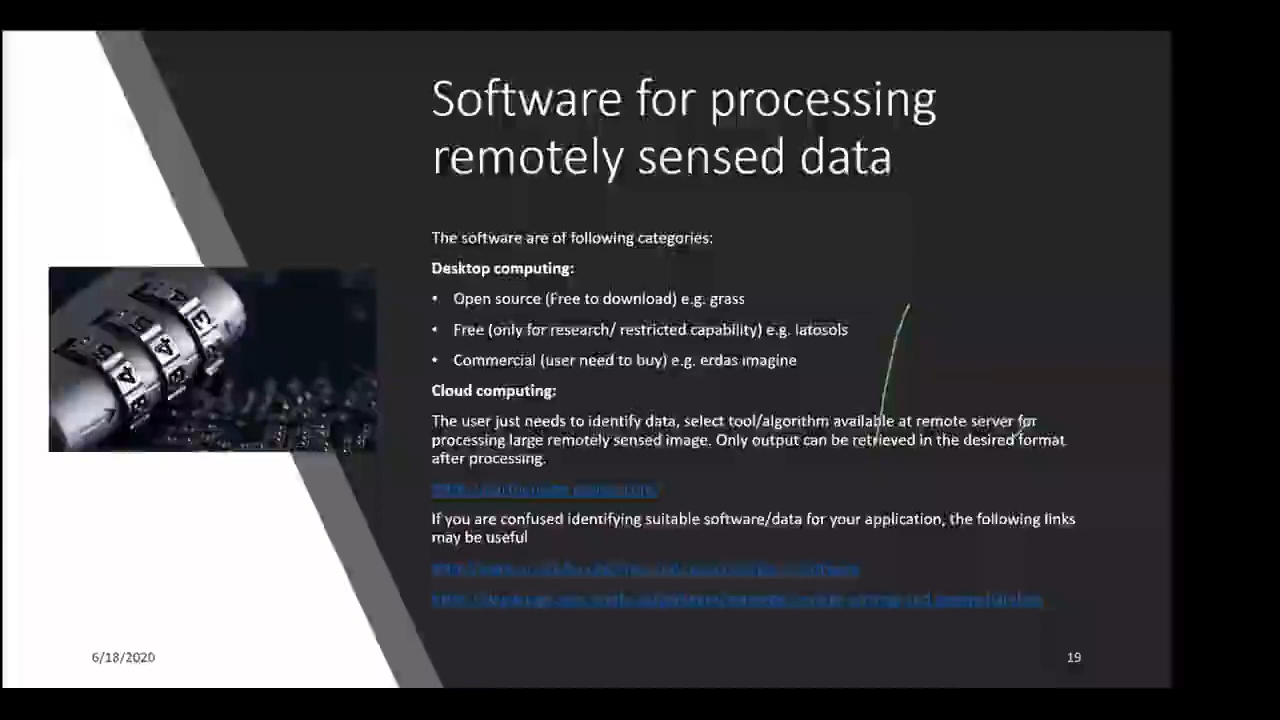 Software for processing
remotely sensed data
The software are of following categories:
Desktop computing:
• Open source (Free to download) e.g. grass
• Free (only for research/ restricted capability) e.g. latosols
• Commercial (user need to buy) e.g. erdas imagine
Cloud computing:
The user just needs to identify data, select tool/algorithm available at remote server for
processing large remotely sensed image. Only output can be retrieved in the desired format
after processing.
If you are confused identifying suitable software/data for your application, the following links
may be useful
6/18/2020
19